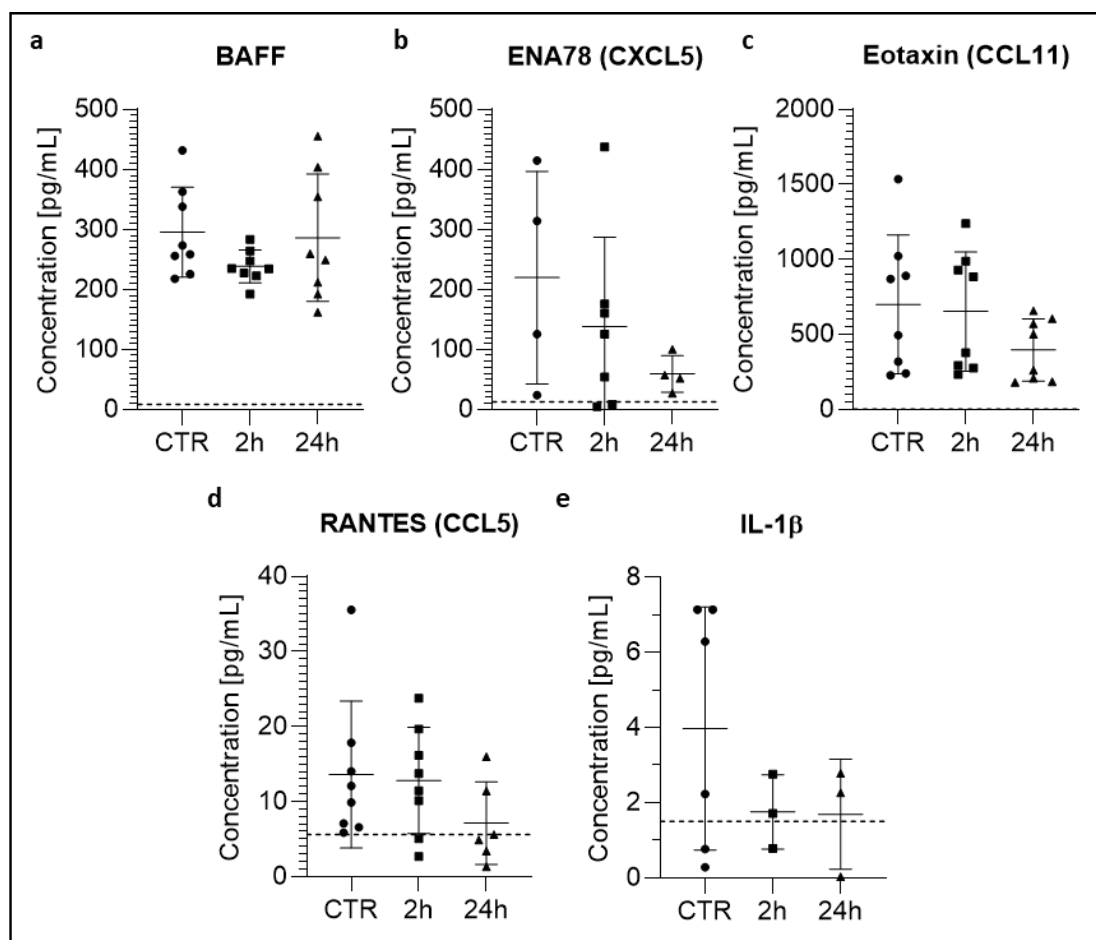 a
BAFF
Concentration [pg/mL]
500
400
300
200
100
0
CTR 2h 24h
b
ENA78 (CXCL5)
Concentration [pg/mL]
500
400
300
200
100
0
CTR 2h 24h
c
Eotaxin (CCL11)
Concentration [pg/mL]
2000
1500
1000
500
0
CTR 2h 24h
d
RANTES (CCL5)
Concentration [pg/mL]
40
30
20
10
0
CTR 2h 24h
e
IL-1β
Concentration [pg/mL]
8
6
4
2
0
CTR 2h 24h